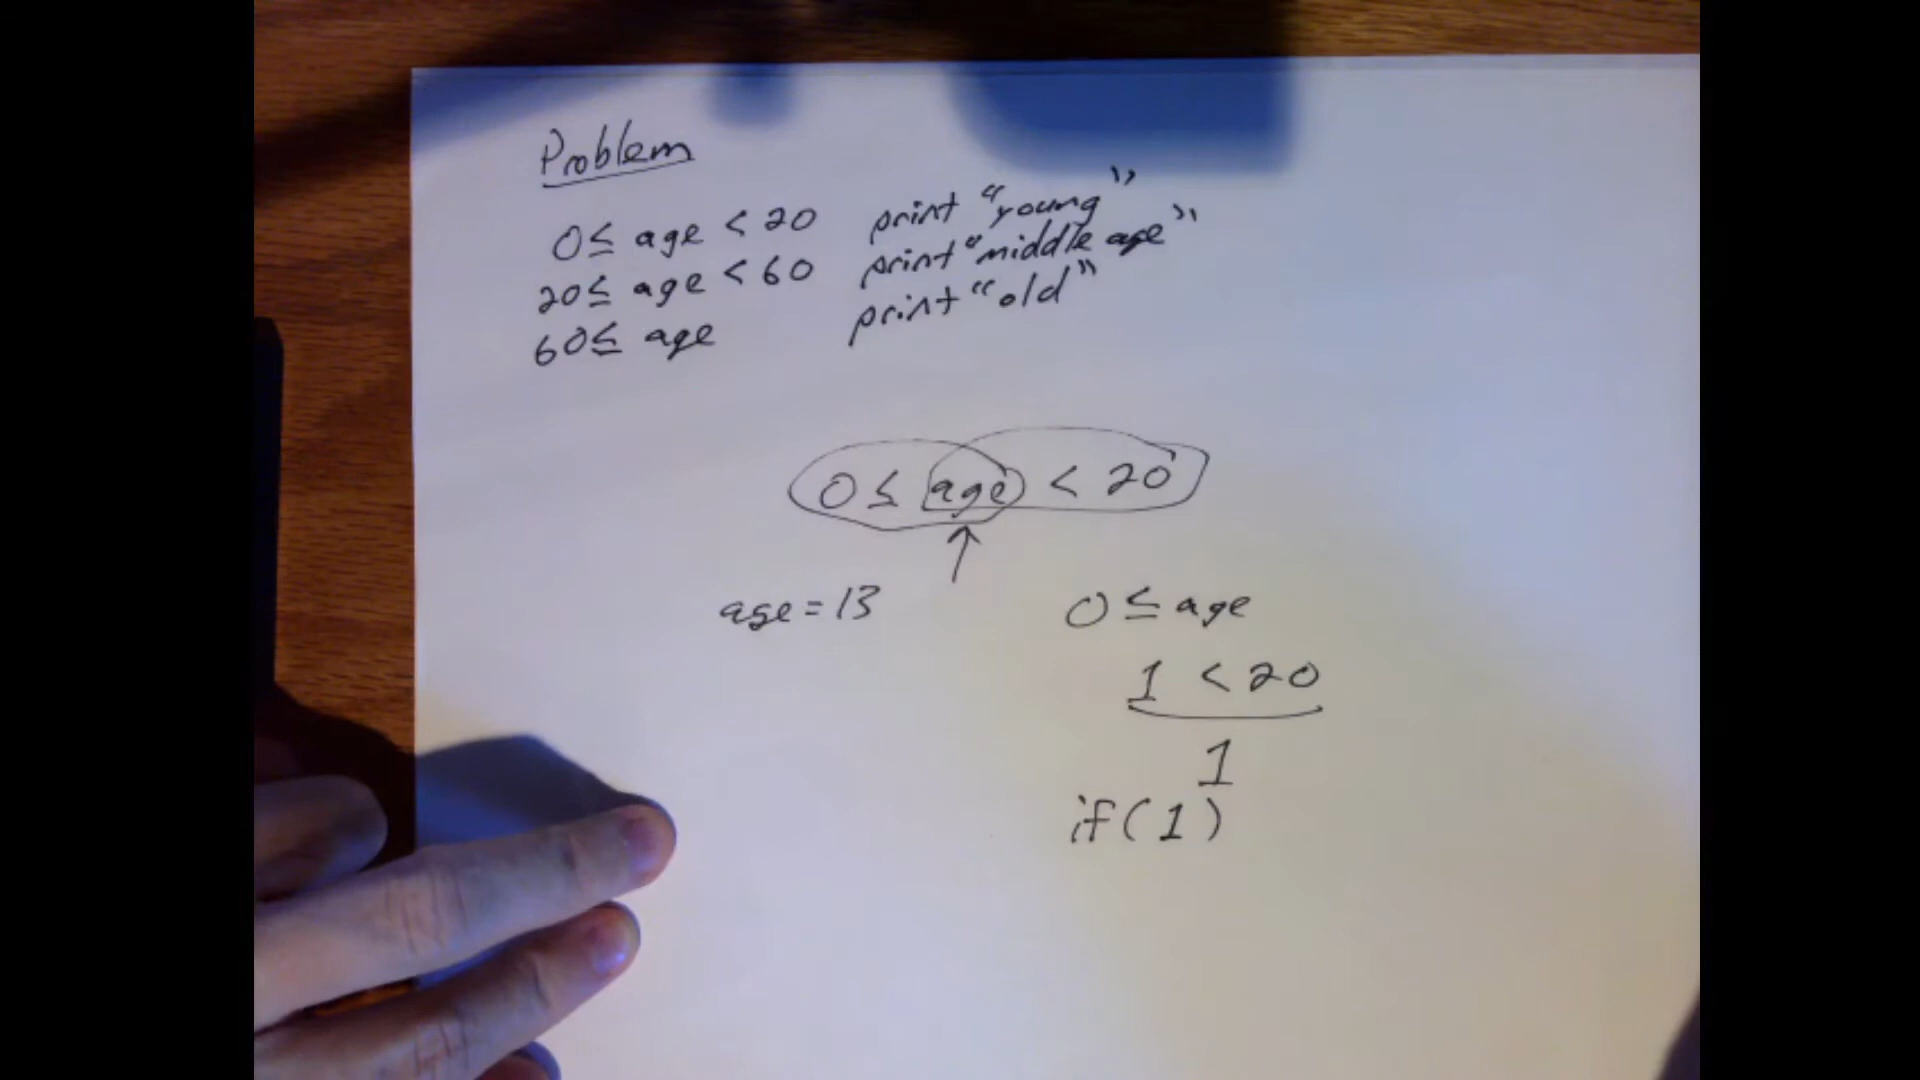 Problem
0 ≤ age < 20 print "young"
20 ≤ age < 60 print "middle age"
60 ≤ age print "old"
0 ≤ age < 20
age = 13
0 ≤ age
1 < 20
1
if ( 1 )